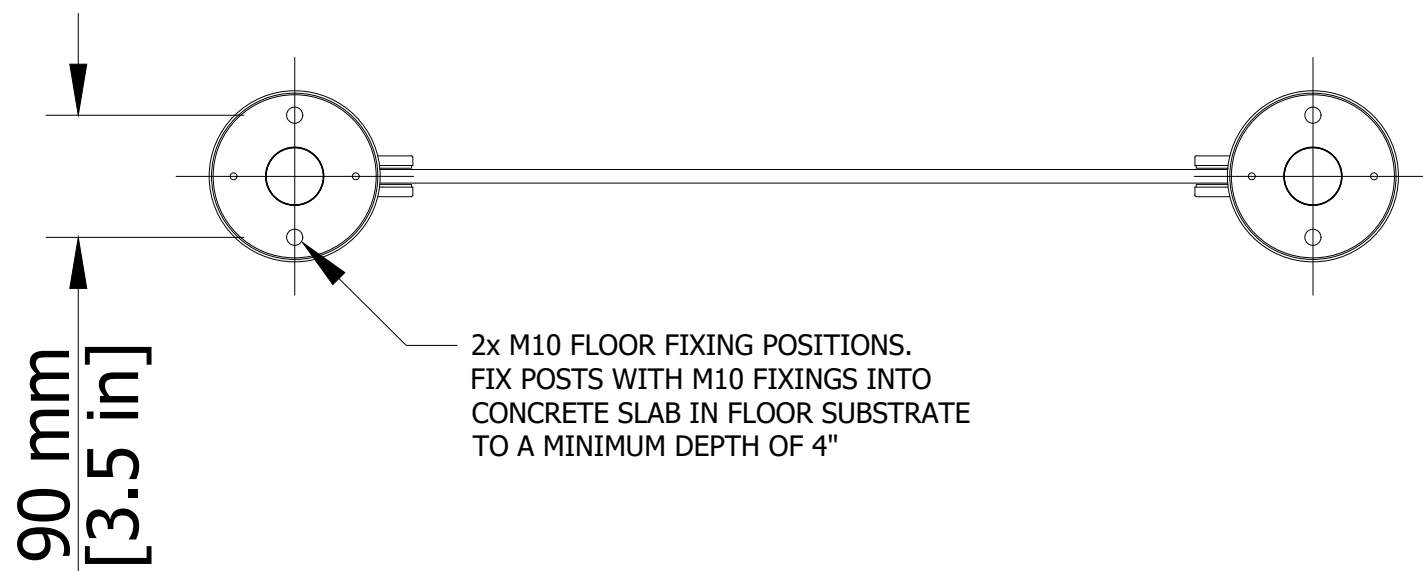 90 mm
[3.5 in]
2x M10 FLOOR FIXING POSITIONS.
FIX POSTS WITH M10 FIXINGS INTO
CONCRETE SLAB IN FLOOR SUBSTRATE
TO A MINIMUM DEPTH OF 4"